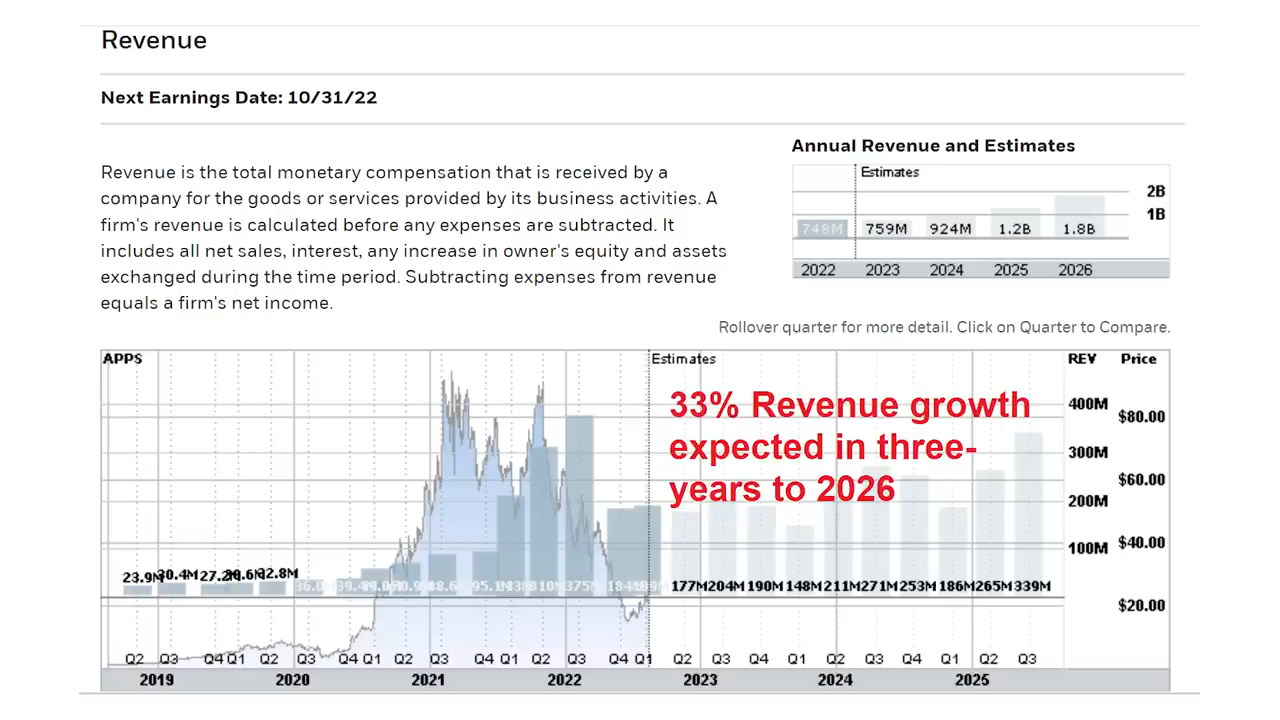 Revenue
Next Earnings Date: 10/31/22
Revenue is the total monetary compensation that is received by a
company for the goods or services provided by its business activities. A
firm's revenue is calculated before any expenses are subtracted. It
includes all net sales, interest, any increase in owner's equity and assets
exchanged during the time period. Subtracting expenses from revenue
equals a firm's net income.
Annual Revenue and Estimates
Estimates
2B
1B
748M 759M 924M 1.2B 1.8B
2022 2023 2024 2025 2026
Rollover quarter for more detail. Click on Quarter to Compare.
APPS Estimates REV Price
33% Revenue growth
expected in three-
years to 2026
400M $80.00
300M $60.00
200M
100M $40.00
$20.00
23.9M 30.4M 32.8M 310M 375M 177M 204M 190M 148M 211M 271M 253M 186M 265M 339M
Q2 Q3 Q4 Q1 Q2 Q3 Q4 Q1 Q2 Q3 Q4 Q1 Q2 Q3 Q4 Q1 Q2 Q3 Q4 Q1 Q2 Q3 Q4 Q1 Q2 Q3
2019 2020 2021 2022 2023 2024 2025